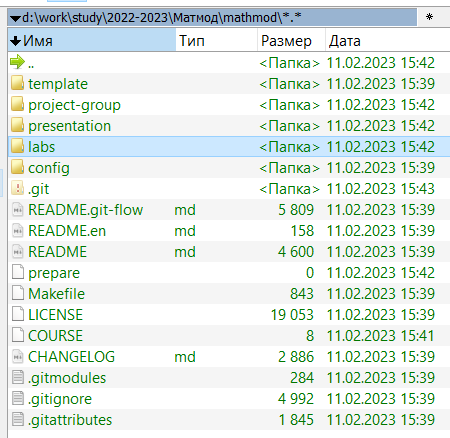 d:\work\study\2022-2023\Матмод\mathmod\*.* *
Имя Тип Размер Дата
.. <Папка> 11.02.2023 15:42
template <Папка> 11.02.2023 15:39
project-group <Папка> 11.02.2023 15:42
presentation <Папка> 11.02.2023 15:42
labs <Папка> 11.02.2023 15:42
config <Папка> 11.02.2023 15:39
.git <Папка> 11.02.2023 15:43
README.git-flow md 5 809 11.02.2023 15:39
README.en md 158 11.02.2023 15:39
README md 4 600 11.02.2023 15:39
prepare 0 11.02.2023 15:42
Makefile 843 11.02.2023 15:39
LICENSE 19 053 11.02.2023 15:39
COURSE 8 11.02.2023 15:41
CHANGELOG md 2 886 11.02.2023 15:39
.gitmodules 284 11.02.2023 15:39
.gitignore 4 992 11.02.2023 15:39
.gitattributes 1 845 11.02.2023 15:39